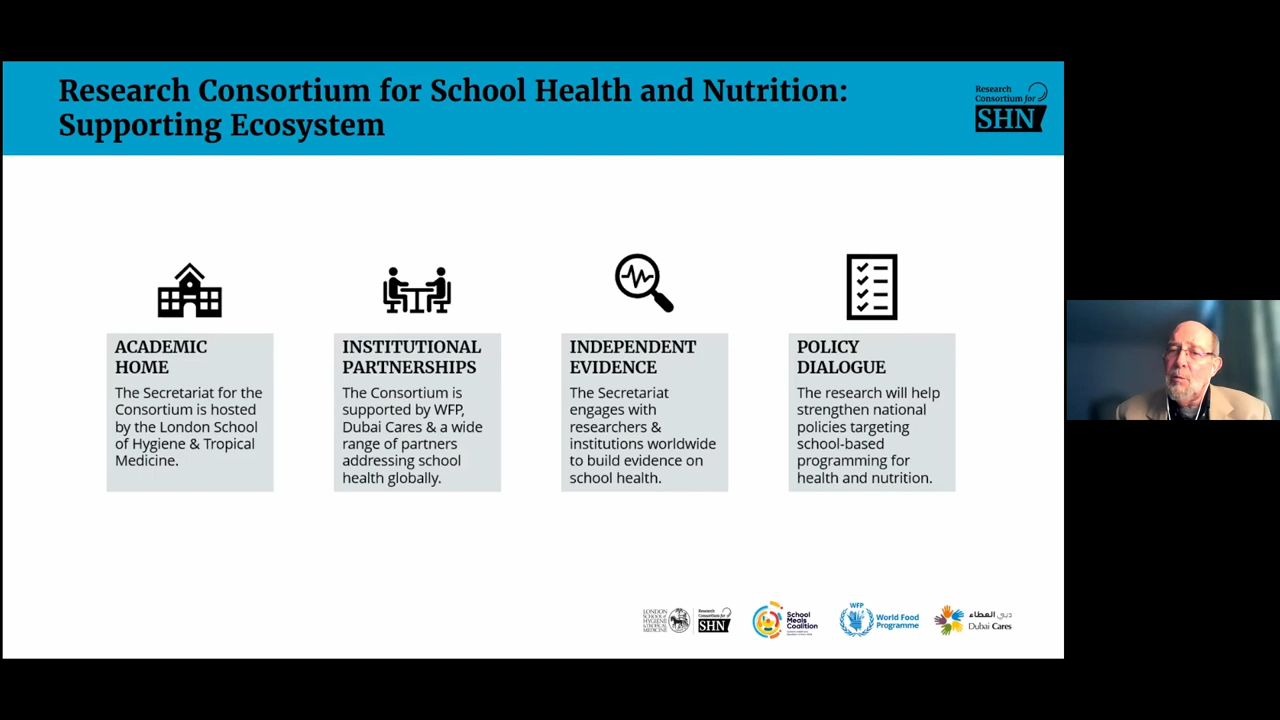 Research Consortium for School Health and Nutrition:
Supporting Ecosystem
Research
Consortium for
SHN
ACADEMIC
HOME
The Secretariat for the
Consortium is hosted
by the London School
of Hygiene & Tropical
Medicine.
INSTITUTIONAL
PARTNERSHIPS
The Consortium is
supported by WFP,
Dubai Cares & a wide
range of partners
addressing school
health globally.
INDEPENDENT
EVIDENCE
The Secretariat
engages with
researchers &
institutions worldwide
to build evidence on
school health.
POLICY
DIALOGUE
The research will help
strengthen national
policies targeting
school-based
programming for
health and nutrition.
LONDON
SCHOOL of
HYGIENE
& TROPICAL
MEDICINE
Research
Consortium for
SHN
School
Meals
Coalition
WFP
World Food
Programme
دبي العطاء
Dubai Cares